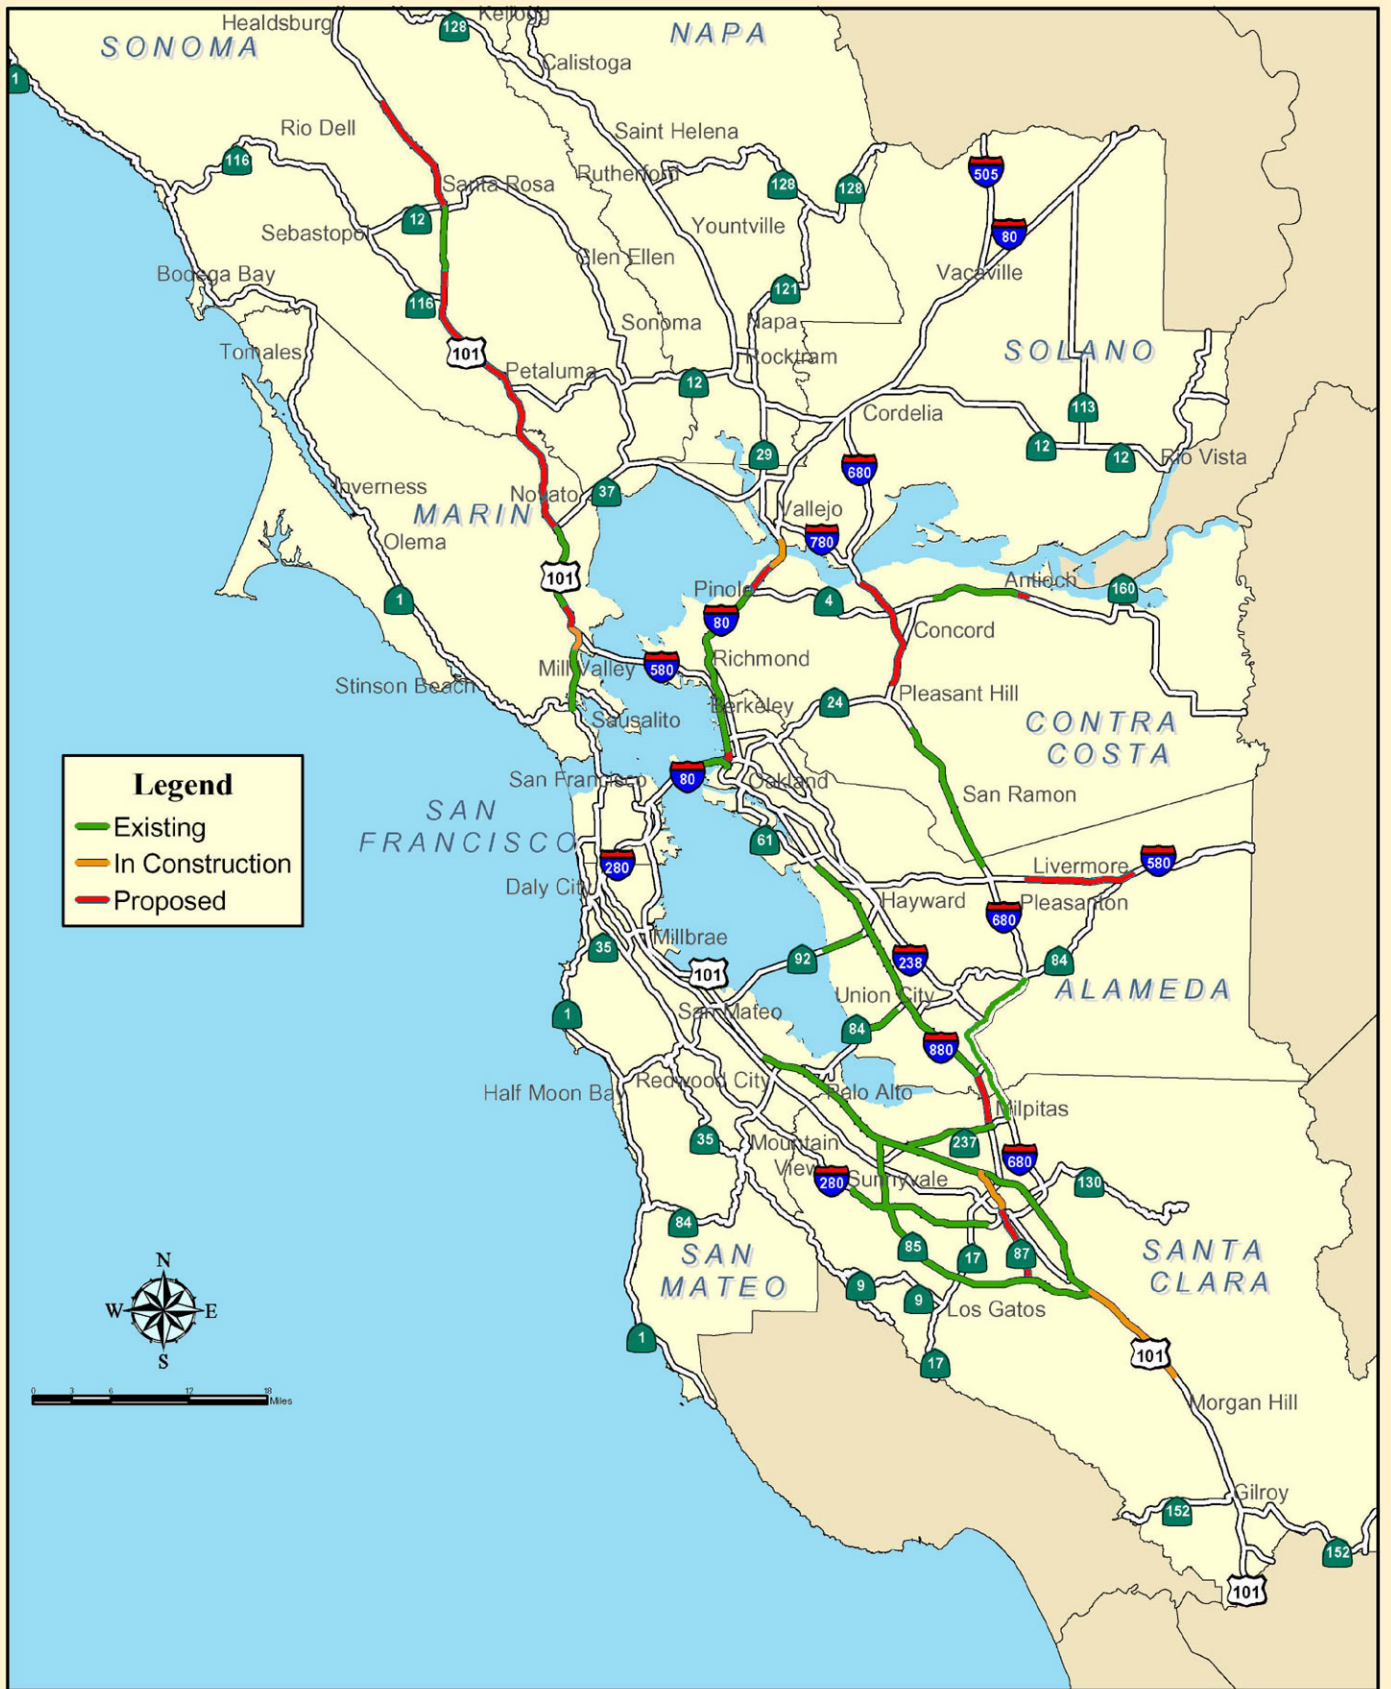 Healdsburg
128
Kellogg
SONOMA
NAPA
1
Calistoga
Rio Dell
Saint Helena
116
Rutherford
128
128
505
Santa Rosa
12
Sebastopol
Yountville
80
Glen Ellen
Vacaville
Bodega Bay
116
121
Sonoma
Napa
Tomales
101
Rocktram
SOLANO
Petaluma
12
113
Cordelia
29
12
12
Rio Vista
680
Inverness
Novato
37
MARIN
Vallejo
Olema
780
101
1
Pinole
4
Antioch
160
80
Concord
Mill Valley
580
Richmond
Stinson Beach
Pleasant Hill
Berkeley
24
Sausalito
CONTRA
COSTA
Legend
San Francisco
80
Oakland
San Ramon
SAN
FRANCISCO
Existing
61
In Construction
280
Livermore
580
Daly City
Proposed
Hayward
680
Pleasanton
35
Millbrae
92
238
84
101
1
San Mateo
Union City
ALAMEDA
84
880
Half Moon Bay
Redwood City
Palo Alto
Milpitas
35
Mountain
View
237
280
Sunnyvale
680
130
84
SAN
MATEO
85
17
87
SANTA
CLARA
N
W
E
S
9
9
Los Gatos
1
17
101
0 3 6 12 18
Miles
Morgan Hill
Gilroy
152
152
101